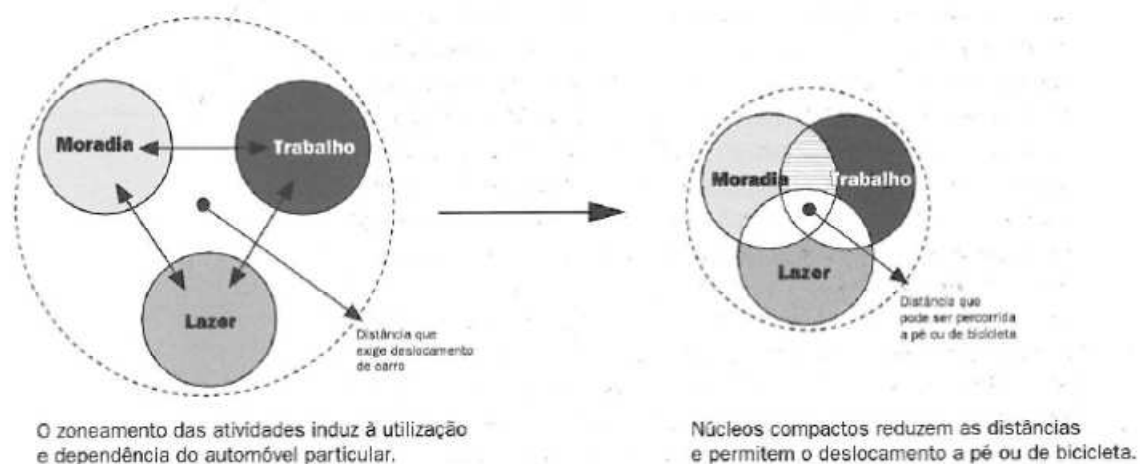 Moradia
Trabalho
Lazer
Distância que
exige deslocamento
de carro
O zoneamento das atividades induz à utilização
e dependência do automóvel particular.
Moradia
Trabalho
Lazer
Distância que
pode ser percorrida
a pé ou de bicicleta
Núcleos compactos reduzem as distâncias
e permitem o deslocamento a pé ou de bicicleta.